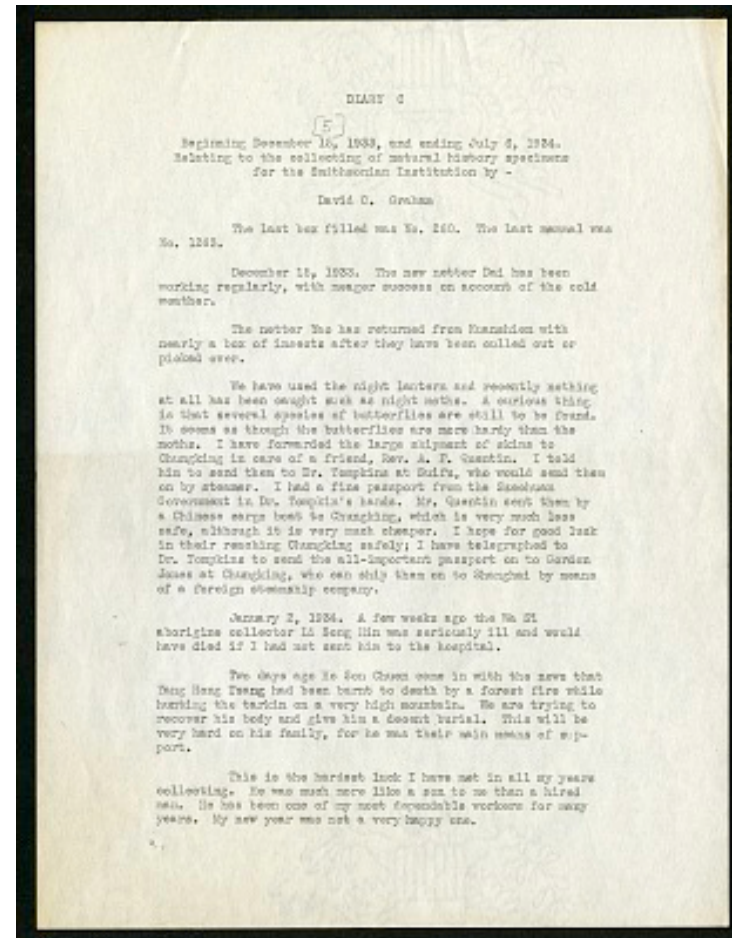 DIARY C
[5]
Beginning December 18, 1933, and ending July 6, 1934.
Relating to the collecting of natural history specimens
for the Smithsonian Institution by -
David C. Graham
The last box filled was No. 260. The last mammal was
No. 1265.
December 18, 1933. The new netter Dai has been
working regularly, with meager success on account of the cold
weather.
The netter Yao has returned from Kuanshien with
nearly a box of insects after they have been culled out or
picked over.
We have used the night lantern and recently nothing
at all has been caught such as night moths. A curious thing
is that several species of butterflies are still to be found.
It seems as though the butterflies are more hardy than the
moths. I have forwarded the large shipment of skins to
Chungking in care of a friend, Rev. A. F. Quentin. I told
him to send them to Dr. Tompkins at Suifu, who would send them
on by steamer. I had a fine passport from the Szechuan
Government in Dr. Tompkin's hands. Mr. Quentin sent them by
a Chinese cargo boat to Chungking, which is very much less
safe, although it is very much cheaper. I hope for good luck
in their reaching Chungking safely; I have telegraphed to
Dr. Tompkins to send the all-important passport on to Gordon
Jones at Chungking, who can ship them on to Shanghai by means
of a foreign steamship company.
January 2, 1934. A few weeks ago the Wa Si
aborigine collector Li Song Hin was seriously ill and would
have died if I had not sent him to the hospital.
Two days ago Ho Son Chuen came in with the news that
Yang Hong Tsang had been burnt to death by a forest fire while
hunting the tarkin on a very high mountain. We are trying to
recover his body and give him a decent burial. This will be
very hard on his family, for he was their main means of sup-
port.
This is the hardest luck I have met in all my years
collecting. He was much more like a son to me than a hired
man. He has been one of my most dependable workers for many
years. My new year was not a very happy one.